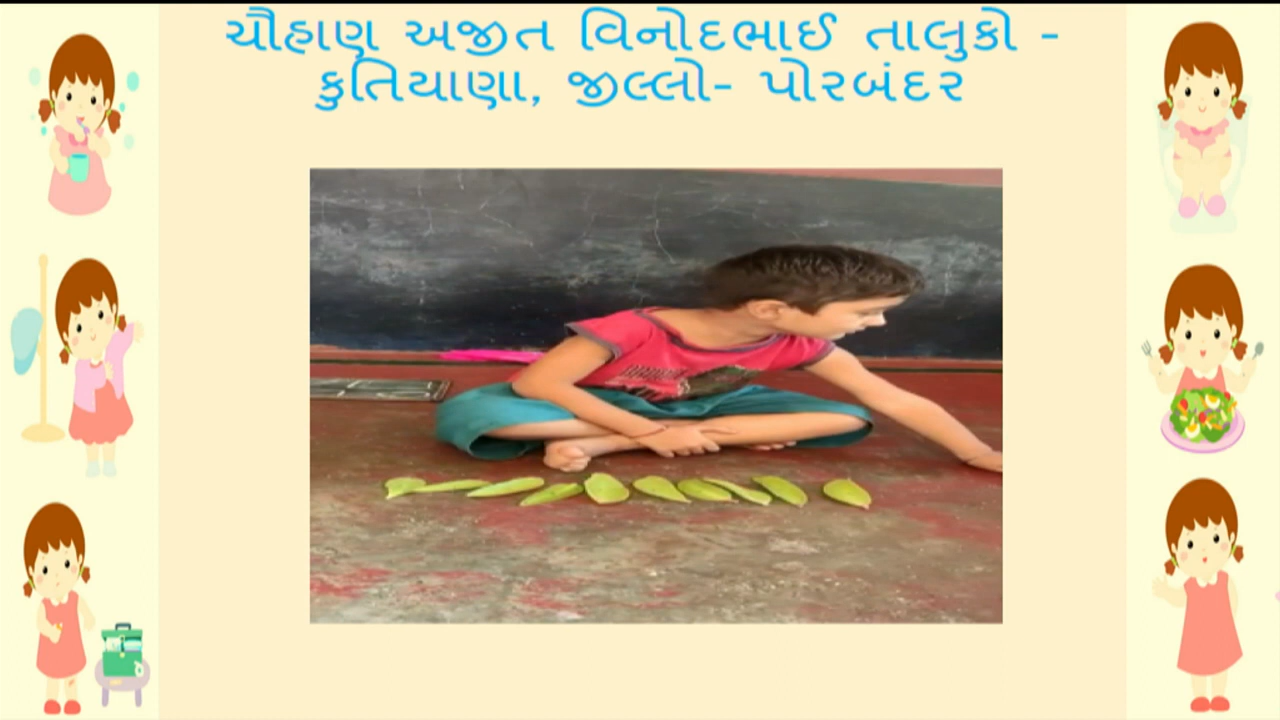 ચૌહાણ અજીત વિનોદભાઈ તાલુકો -
કુતિયાણા, જીલ્લો- પોરબંદર